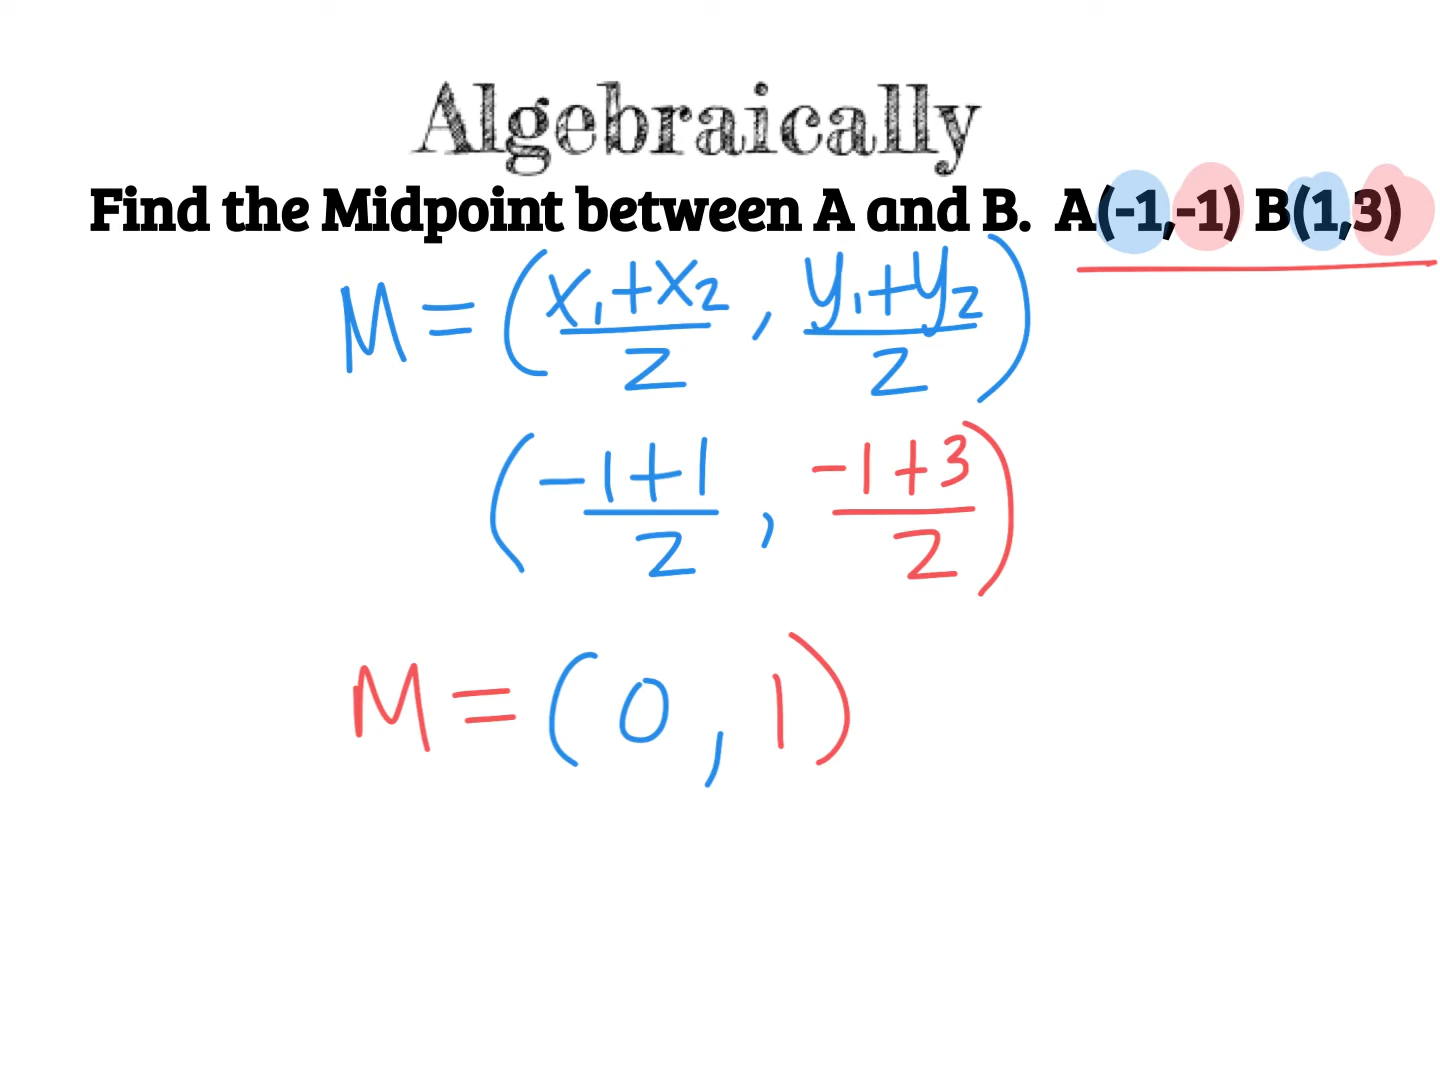 Algebraically
Find the Midpoint between A and B. A(-1,-1) B(1,3)
M = ( x₁+x₂ / 2 , y₁+y₂ / 2 )
( -1+1 / 2 , -1+3 / 2 )
M = ( 0 , 1 )